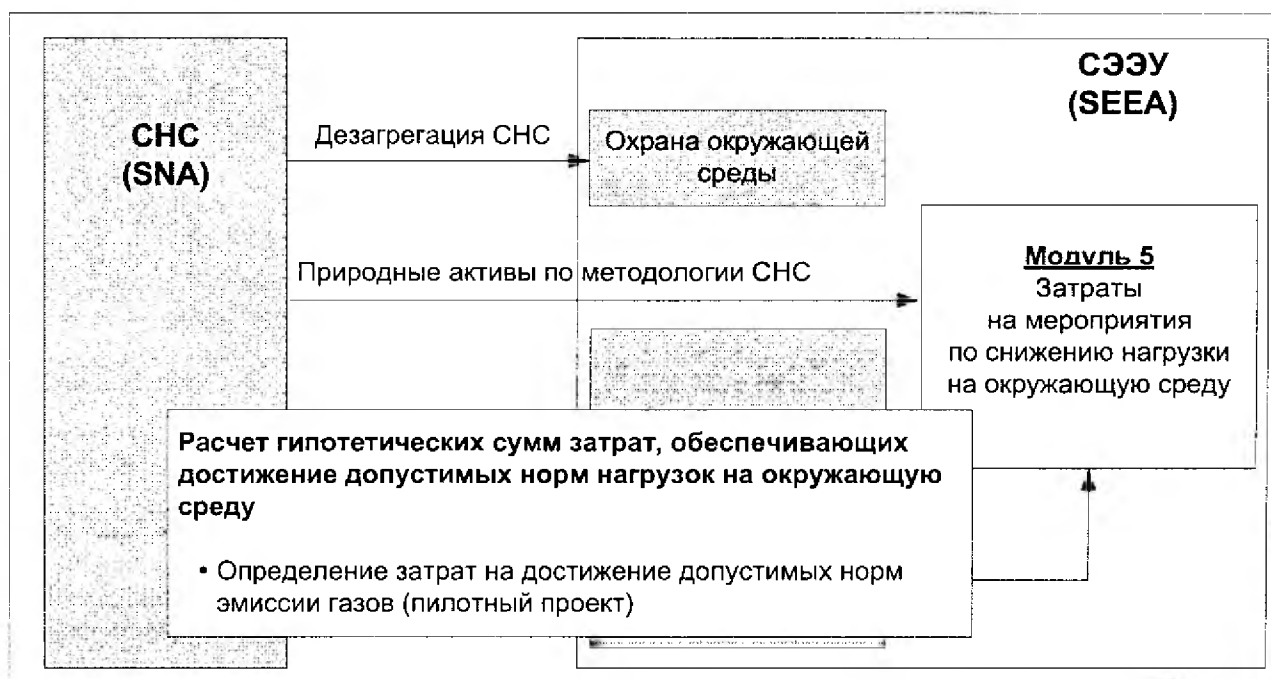 СЭЭУ
(SEEA)
СНС
(SNA)
Дезагрегация СНС
Охрана окружающей
среды
Природные активы по методологии СНС
Модуль 5
Затраты
на мероприятия
по снижению нагрузки
на окружающую среду
Расчет гипотетических сумм затрат, обеспечивающих
достижение допустимых норм нагрузок на окружающую
среду
• Определение затрат на достижение допустимых норм
эмиссии газов (пилотный проект)